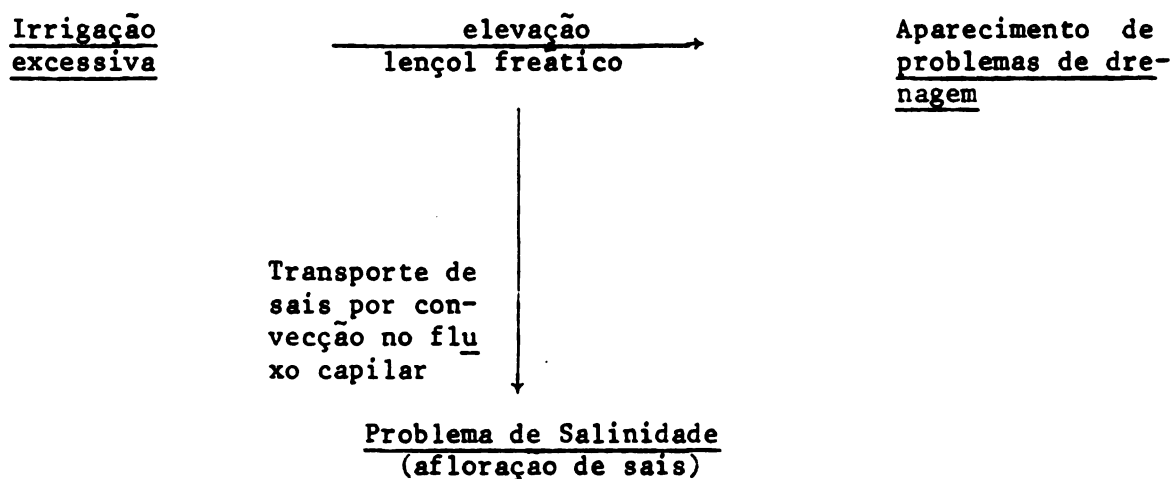 Irrigação
excessiva
elevação
lençol freático
Aparecimento de
problemas de dre-
nagem
Transporte de
sais por con-
vecção no flu
xo capilar
Problema de Salinidade
(afloraçao de sais)